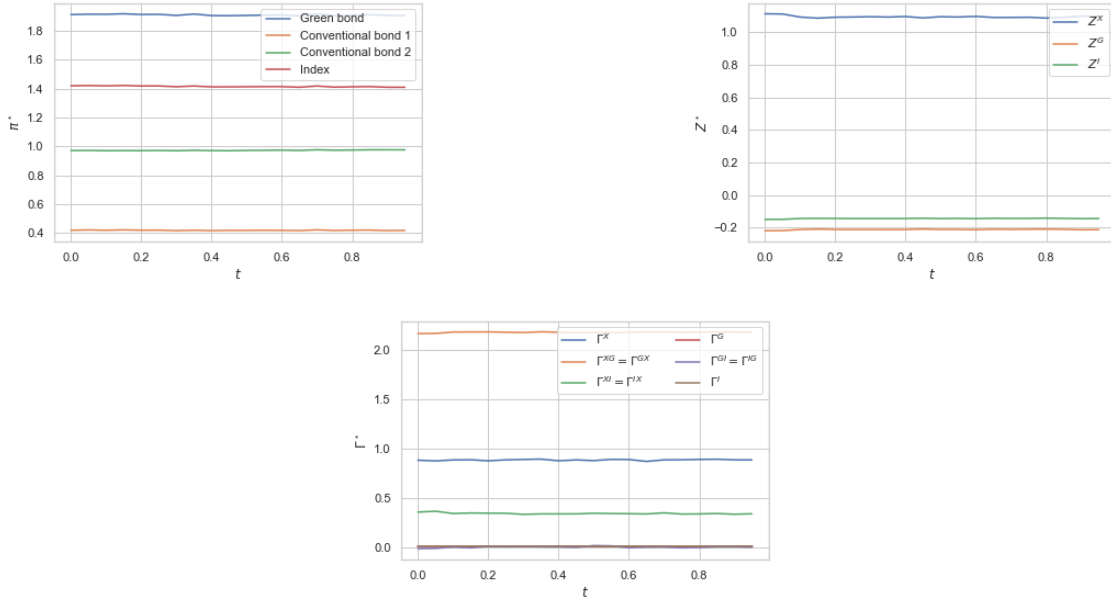 1.8
1.6
1.4
1.2
1.0
0.8
0.6
0.4
π*
Green bond
Conventional bond 1
Conventional bond 2
Index
0.0 0.2 0.4 0.6 0.8
t
1.0
0.8
0.6
0.4
0.2
0.0
−0.2
Z*
Z^X
Z^G
Z^I
0.0 0.2 0.4 0.6 0.8
t
2.0
1.5
1.0
0.5
0.0
Γ*
Γ^X Γ^G
Γ^{XG} = Γ^{GX} Γ^{GI} = Γ^{IG}
Γ^{XI} = Γ^{IX} Γ^I
0.0 0.2 0.4 0.6 0.8
t